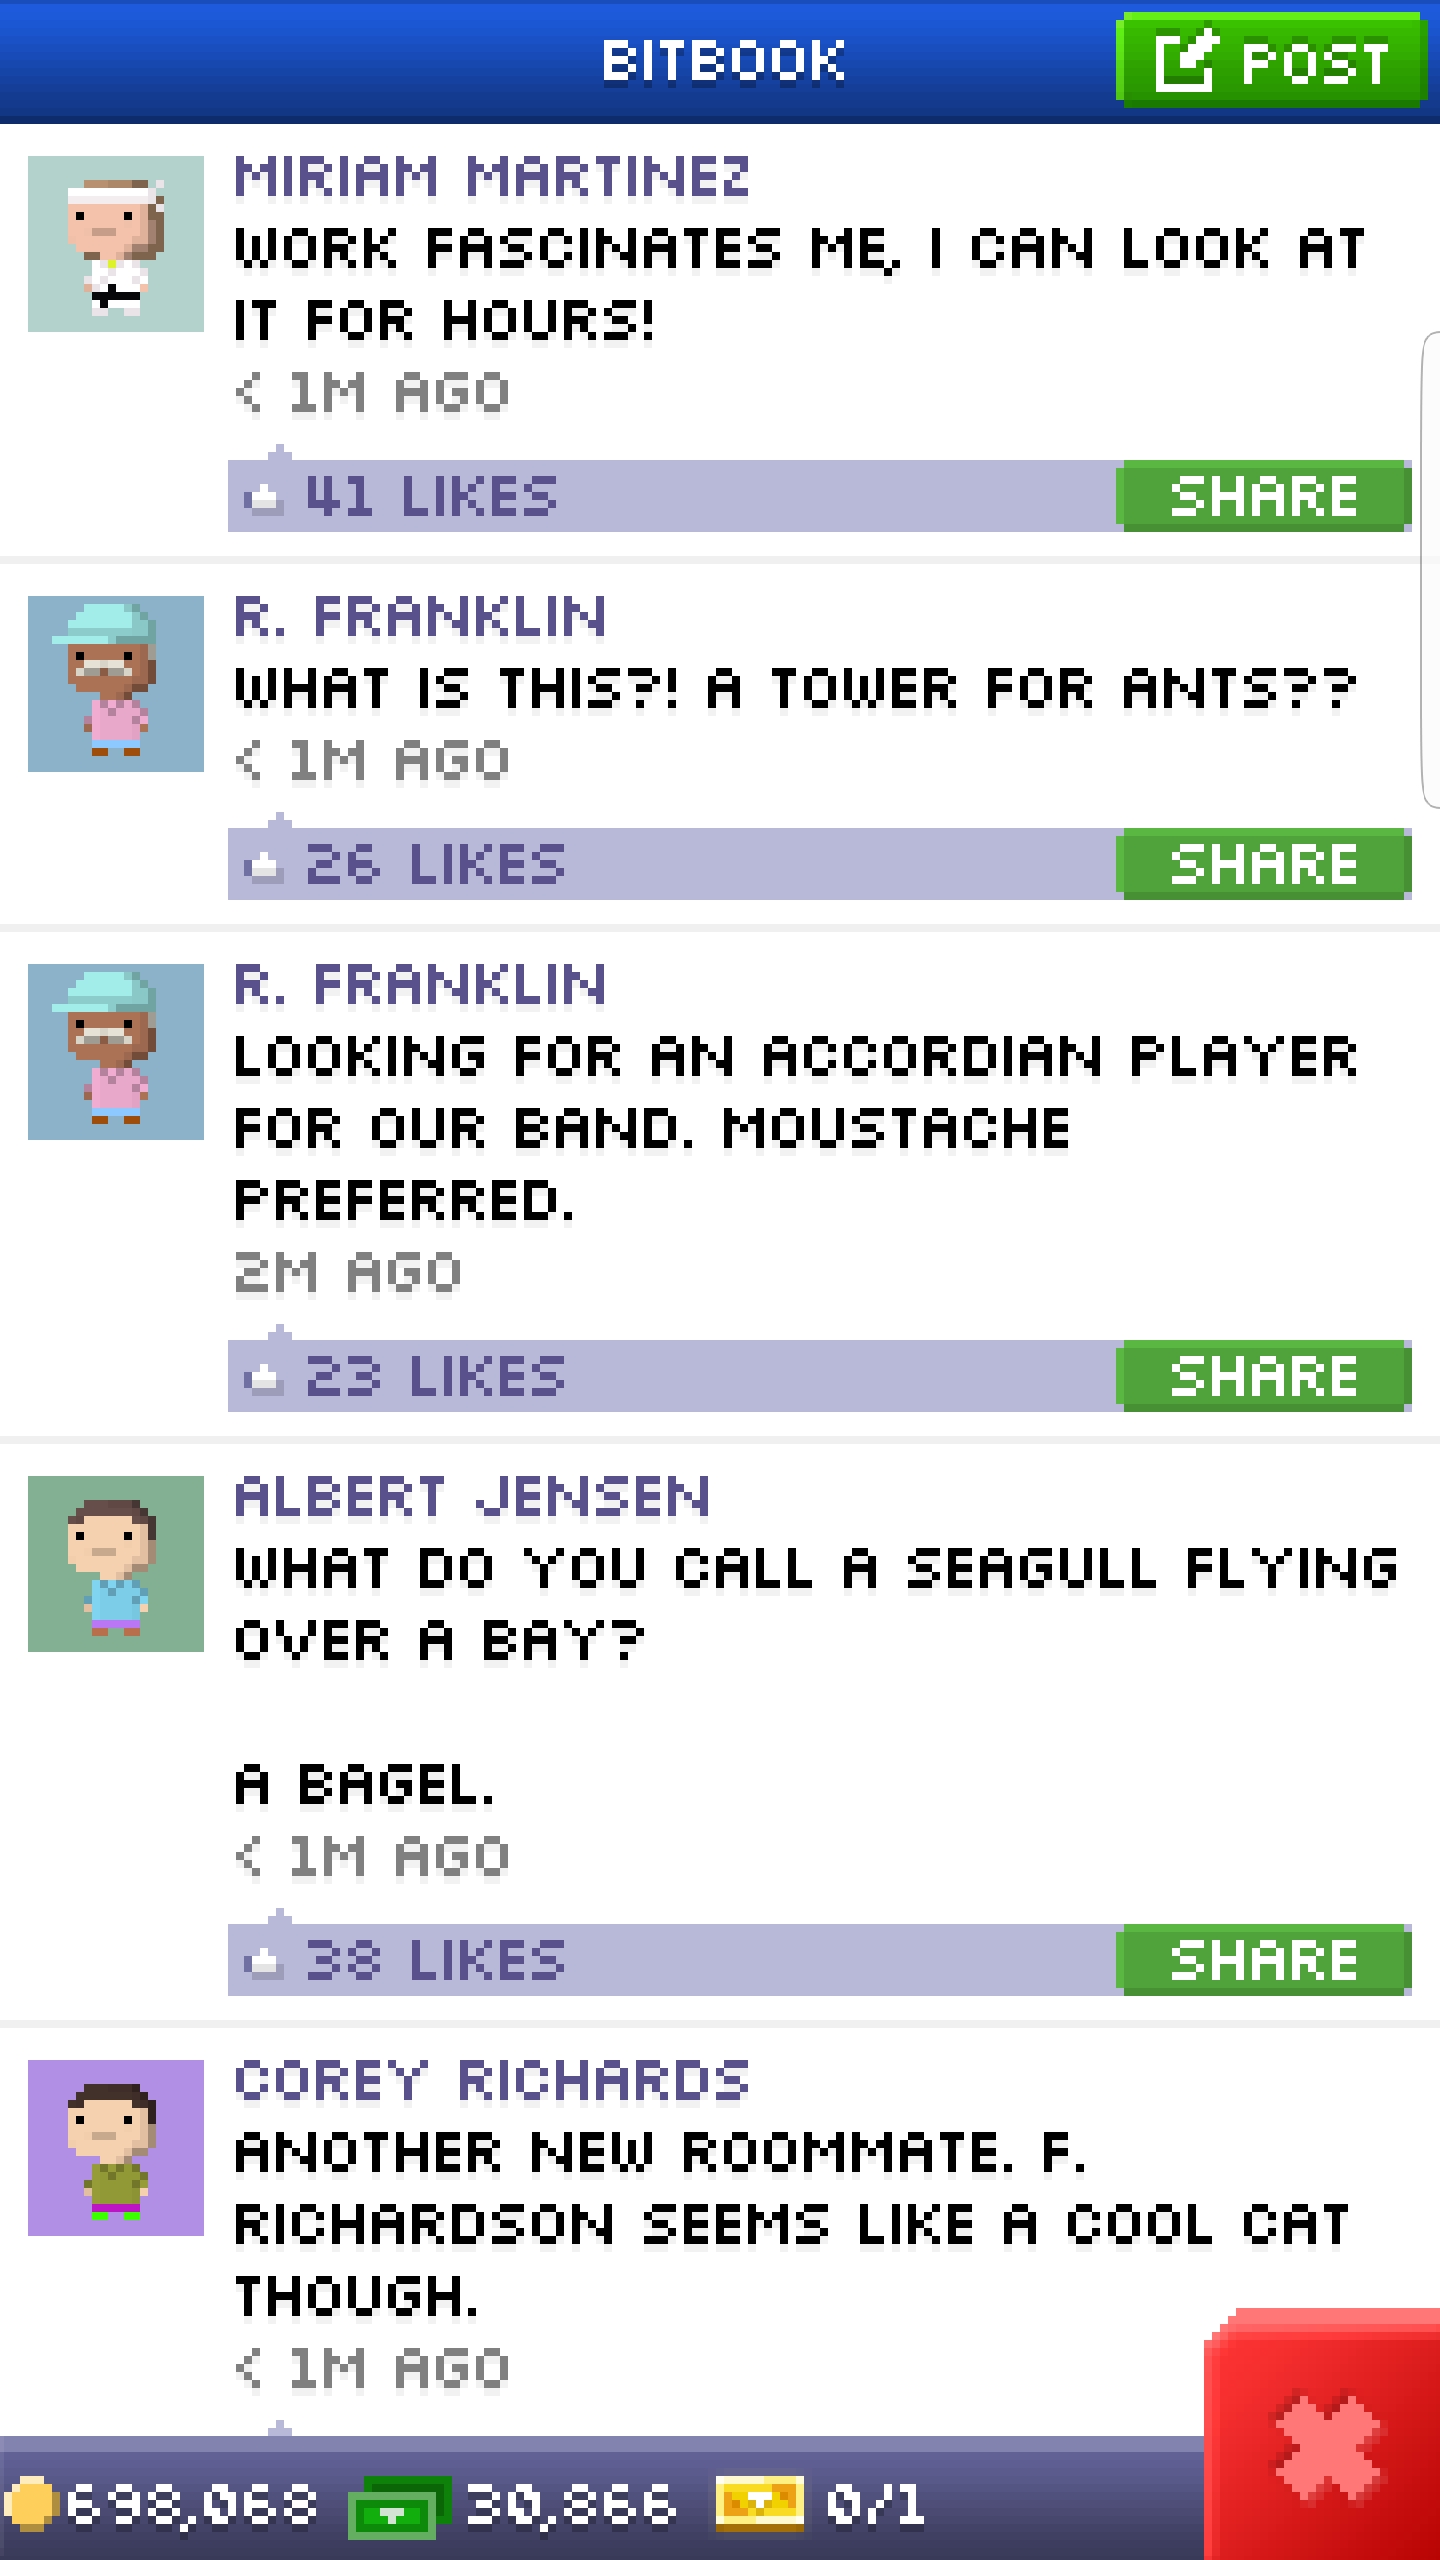 BITBOOK
POST
MIRIAM MARTINEZ
WORK FASCINATES ME, I CAN LOOK AT
IT FOR HOURS!
< 1M AGO
41 LIKES
SHARE
R. FRANKLIN
WHAT IS THIS?! A TOWER FOR ANTS??
< 1M AGO
26 LIKES
SHARE
R. FRANKLIN
LOOKING FOR AN ACCORDIAN PLAYER
FOR OUR BAND. MOUSTACHE
PREFERRED.
2M AGO
23 LIKES
SHARE
ALBERT JENSEN
WHAT DO YOU CALL A SEAGULL FLYING
OVER A BAY?
A BAGEL.
< 1M AGO
38 LIKES
SHARE
COREY RICHARDS
ANOTHER NEW ROOMMATE. F.
RICHARDSON SEEMS LIKE A COOL CAT
THOUGH.
< 1M AGO
698,068
30,866
0/1